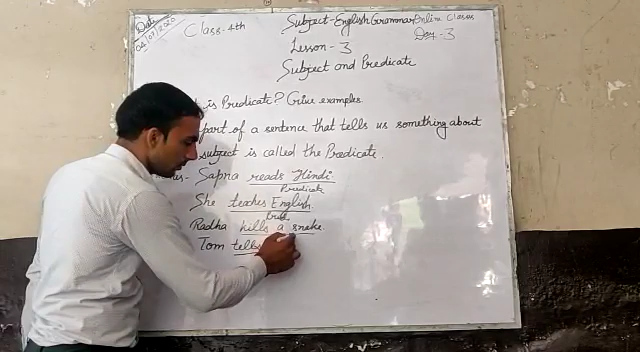 Date
04/07/2020
Class-4th
Subject-English Grammar
Online Classes
Day-3
Lesson-3
Subject and Predicate
is Predicate? Give examples.
part of a sentence that tells us something about
subject is called the Predicate.
Sapna reads Hindi.
Predicate
She teaches English.
Radha kills a snake.
Tom tells